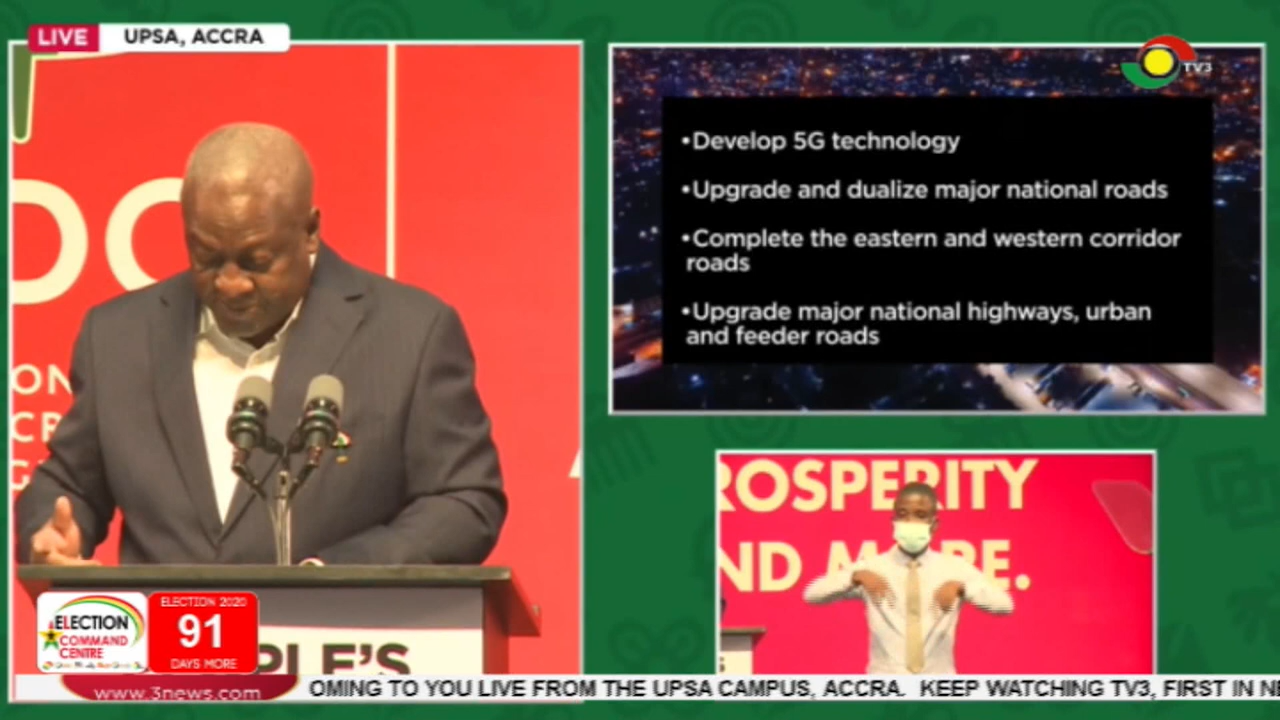 LIVE
UPSA, ACCRA
TV3
•Develop 5G technology
•Upgrade and dualize major national roads
•Complete the eastern and western corridor
roads
•Upgrade major national highways, urban
and feeder roads
ROSPERITY
ND MORE.
ELECTION
COMMAND
CENTRE
ELECTION 2020
91
DAYS MORE
PLE'S
www.3news.com
OMING TO YOU LIVE FROM THE UPSA CAMPUS, ACCRA. KEEP WATCHING TV3, FIRST IN NE